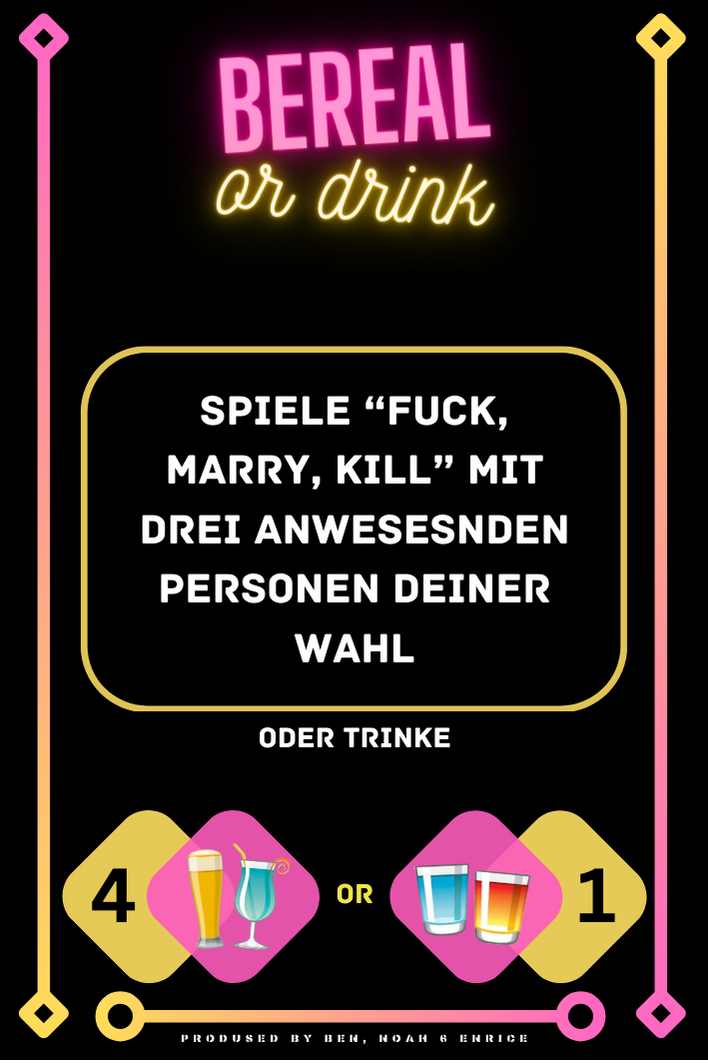 BEREAL
or drink
SPIELE “FUCK,
MARRY, KILL” MIT
DREI ANWESESNDEN
PERSONEN DEINER
WAHL
ODER TRINKE
4 OR 1
PRODUSED BY BEN, NOAH 6 ENRICE